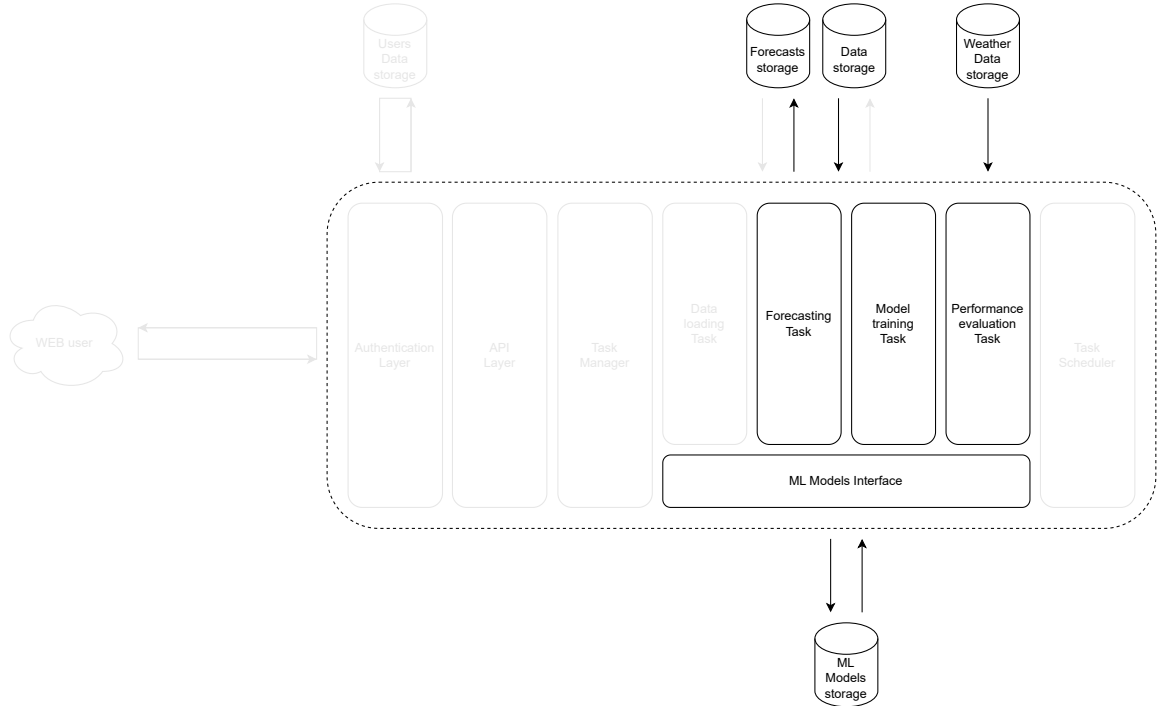 Users
Data
storage
Forecasts
storage
Data
storage
Weather
Data
storage
WEB user
Authentication
Layer
API
Layer
Task
Manager
Data
loading
Task
Forecasting
Task
Model
training
Task
Performance
evaluation
Task
Task
Scheduler
ML Models Interface
ML
Models
storage